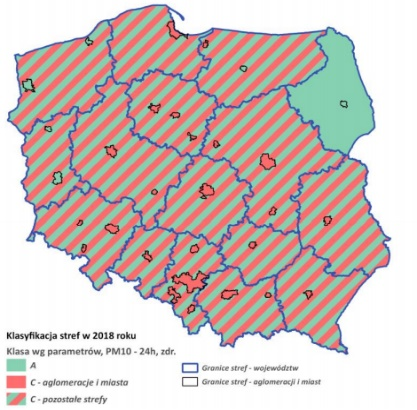 Klasyfikacja stref w 2018 roku
Klasa wg parametrów, PM10 - 24h, zdr.
A
C - aglomeracje i miasta
C - pozostałe strefy
Granice stref - województw
Granice stref - aglomeracji i miast